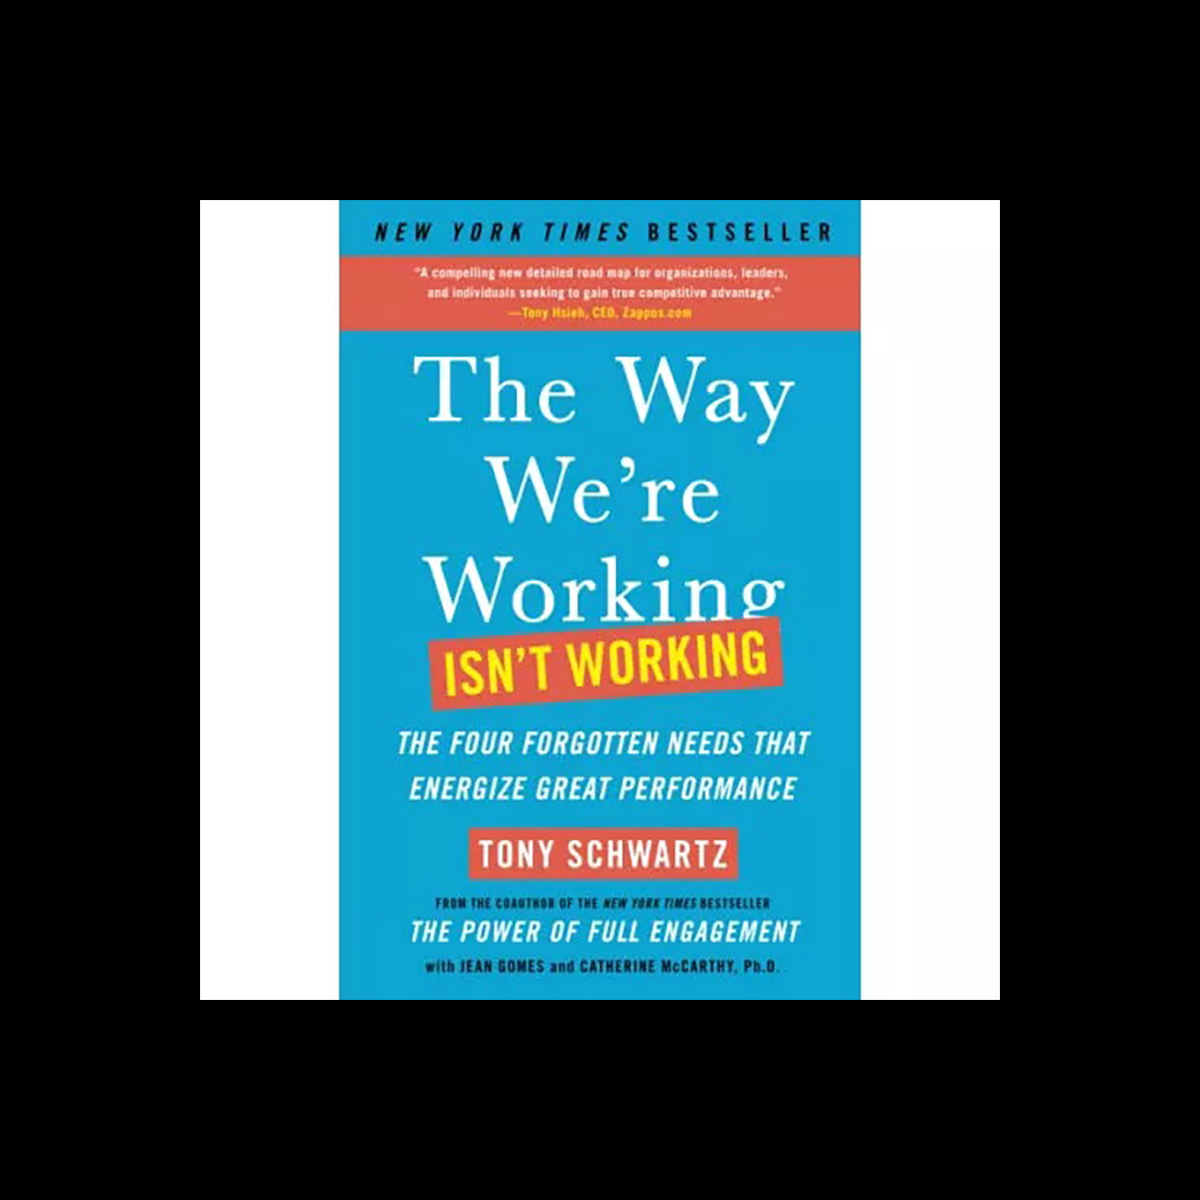 NEW YORK TIMES BESTSELLER
"A compelling new detailed road map for organizations, leaders,
and individuals seeking to gain true competitive advantage."
—Tony Hsieh, CEO, Zappos.com
The Way
We're
Working
ISN'T WORKING
THE FOUR FORGOTTEN NEEDS THAT
ENERGIZE GREAT PERFORMANCE
TONY SCHWARTZ
FROM THE COAUTHOR OF THE NEW YORK TIMES BESTSELLER
THE POWER OF FULL ENGAGEMENT
with JEAN GOMES and CATHERINE McCARTHY, Ph.D.